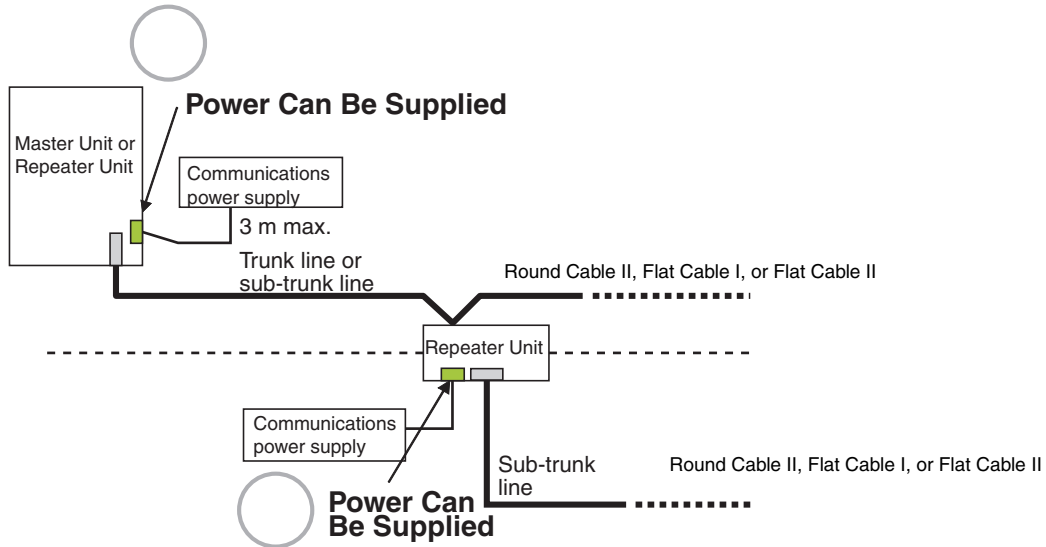 Power Can Be Supplied
Master Unit or
Repeater Unit
Communications
power supply
3 m max.
Trunk line or
sub-trunk line
Round Cable II, Flat Cable I, or Flat Cable II
Repeater Unit
Communications
power supply
Sub-trunk
line
Round Cable II, Flat Cable I, or Flat Cable II
Power Can
Be Supplied